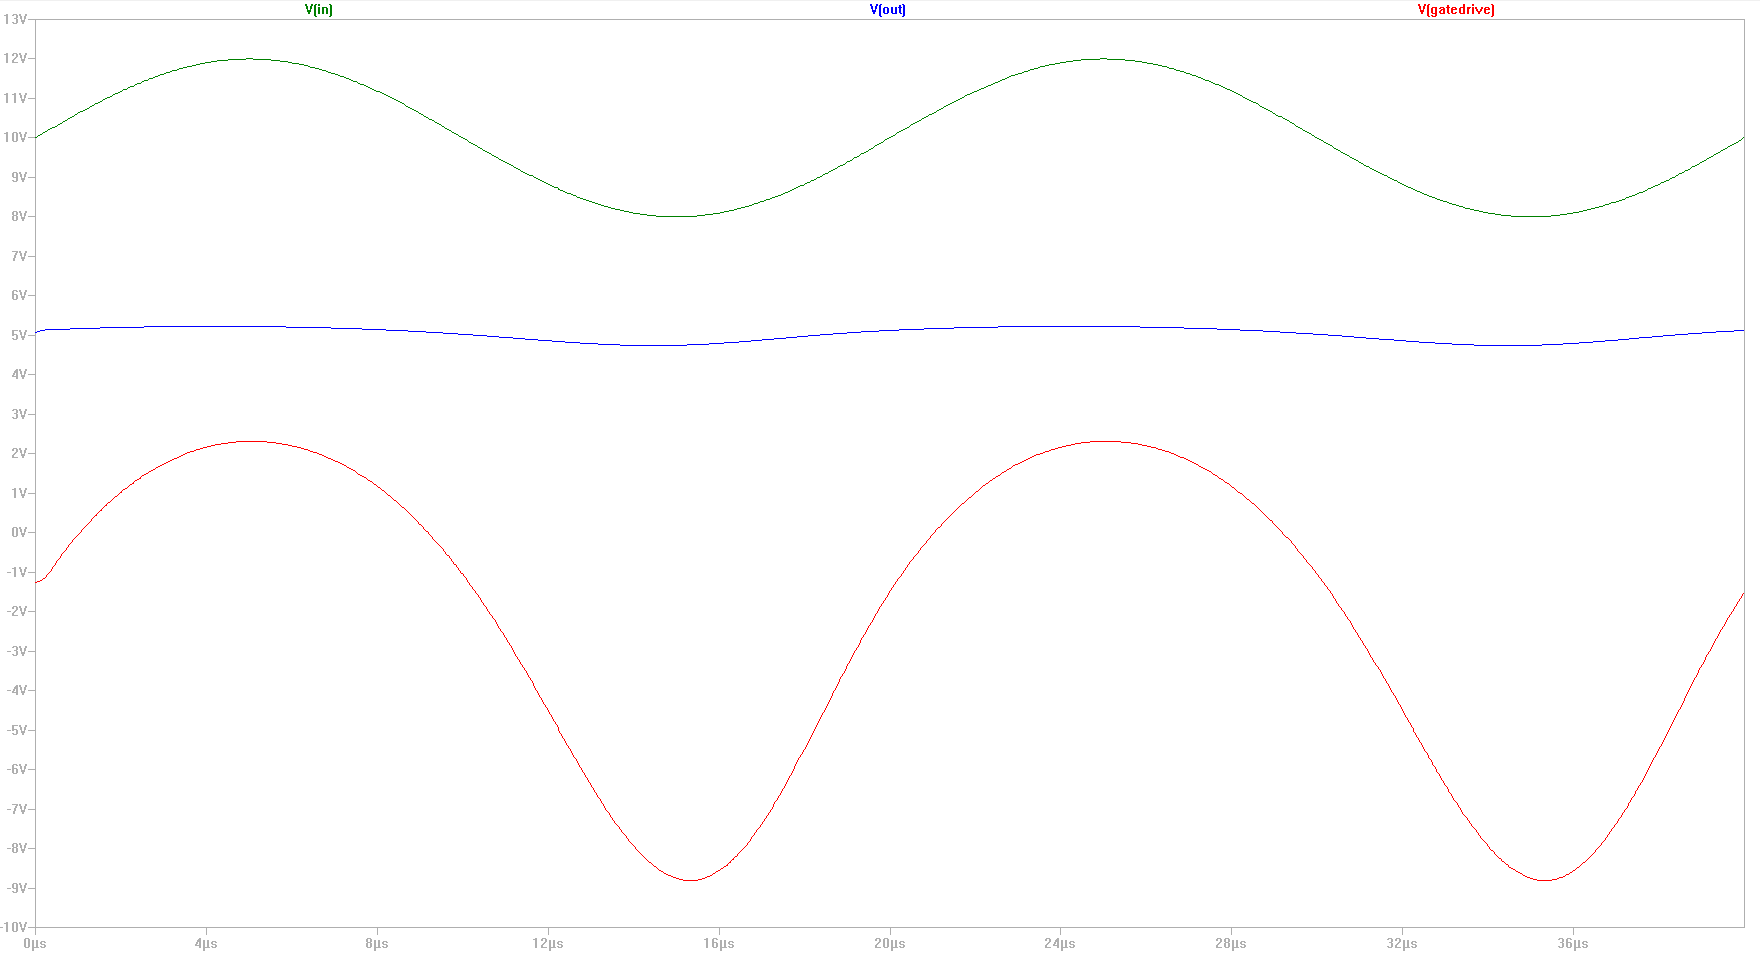 V(in) V(out) V(gatedrive)
13V
12V
11V
10V
9V
8V
7V
6V
5V
4V
3V
2V
1V
0V
-1V
-2V
-3V
-4V
-5V
-6V
-7V
-8V
-9V
-10V
0µs 4µs 8µs 12µs 16µs 20µs 24µs 28µs 32µs 36µs